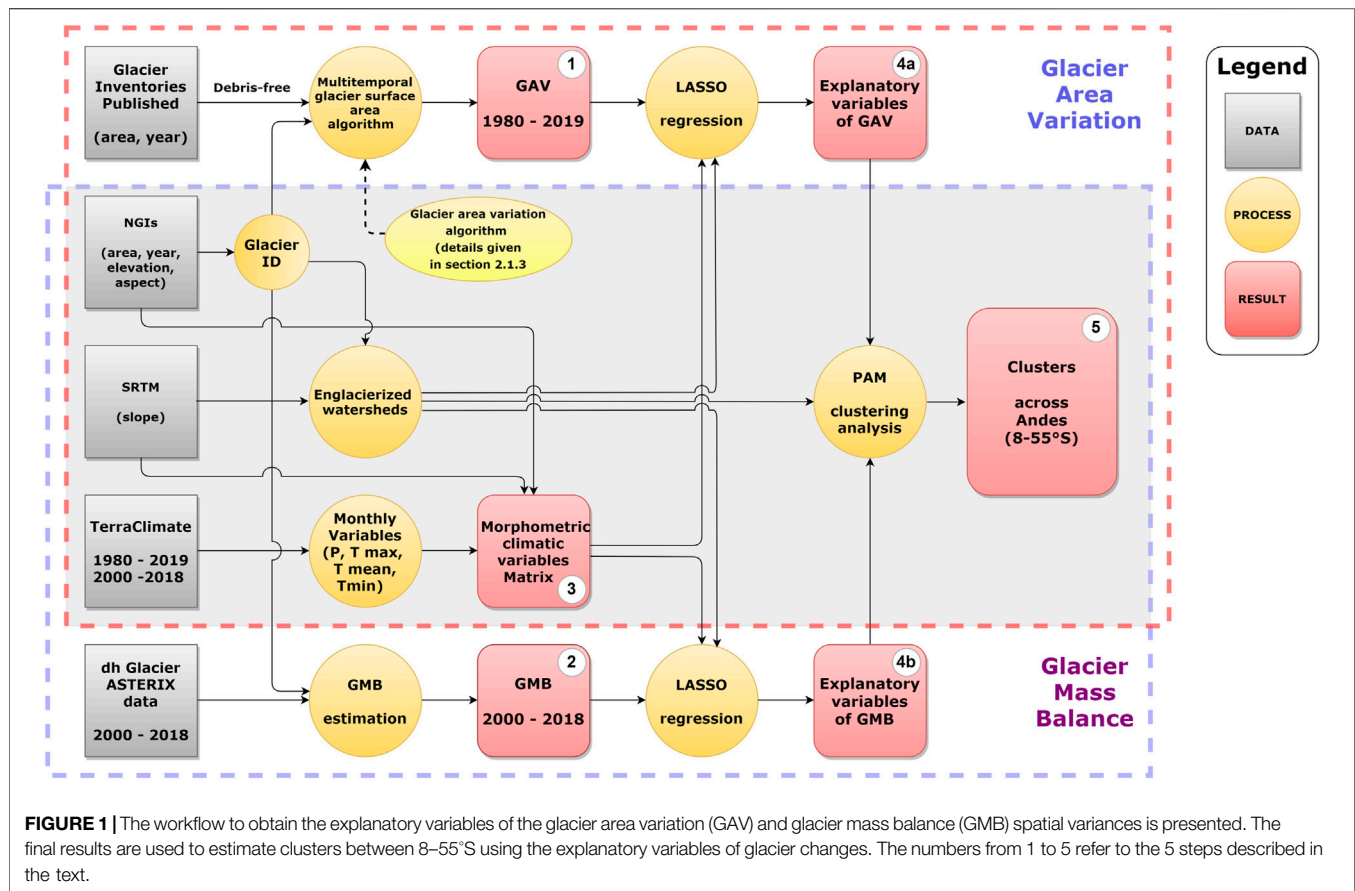 Glacier
Inventories
Published
(area, year)
Debris-free
Multitemporal
glacier surface
area
algorithm
1
GAV
1980 - 2019
LASSO
regression
4a
Explanatory
variables
of GAV
Glacier
Area
Variation
Legend
DATA
PROCESS
RESULT
NGIs
(area, year,
elevation,
aspect)
Glacier
ID
Glacier area variation
algorithm
(details given
in section 2.1.3
SRTM
(slope)
Englacierized
watersheds
PAM
clustering
analysis
5
Clusters
across
Andes
(8-55°S)
TerraClimate
1980 - 2019
2000 -2018
Monthly
Variables
(P, T max,
T mean,
Tmin)
Morphometric
climatic
variables
Matrix
3
dh Glacier
ASTERIX
data
2000 - 2018
GMB
estimation
2
GMB
2000 - 2018
LASSO
regression
4b
Explanatory
variables
of GMB
Glacier
Mass
Balance
FIGURE 1 | The workflow to obtain the explanatory variables of the glacier area variation (GAV) and glacier mass balance (GMB) spatial variances is presented. The
final results are used to estimate clusters between 8–55°S using the explanatory variables of glacier changes. The numbers from 1 to 5 refer to the 5 steps described in
the text.